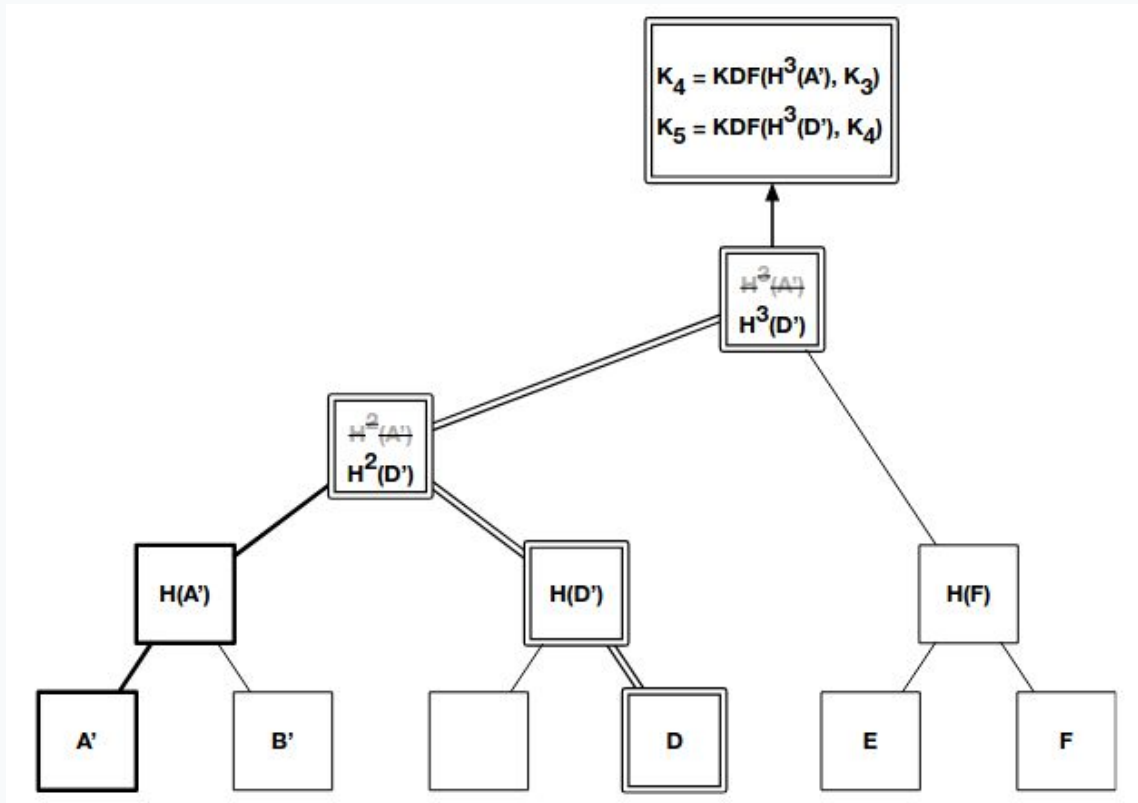 K₄ = KDF(H³(A’), K₃)
K₅ = KDF(H³(D’), K₄)
H³(A’)
H³(D’)
H²(A’)
H²(D’)
H(A’)
H(D’)
H(F)
A’
B’
D
E
F